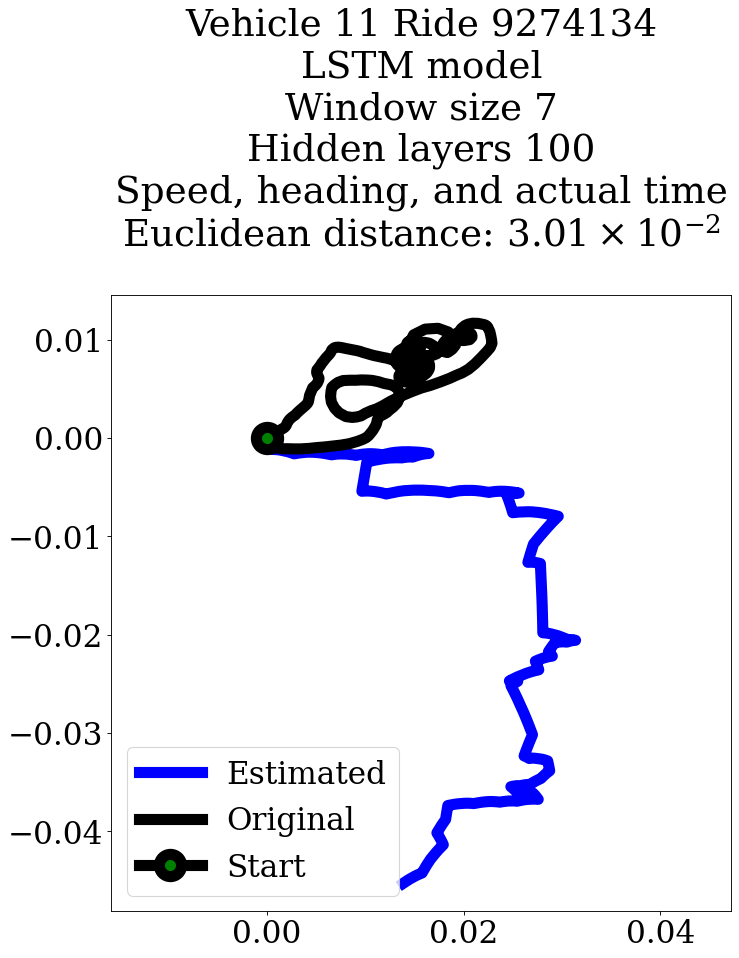 Vehicle 11 Ride 9274134
LSTM model
Window size 7
Hidden layers 100
Speed, heading, and actual time
Euclidean distance: 3.01 × 10⁻²
0.01
0.00
−0.01
−0.02
−0.03
−0.04
Estimated
Original
Start
0.00 0.02 0.04